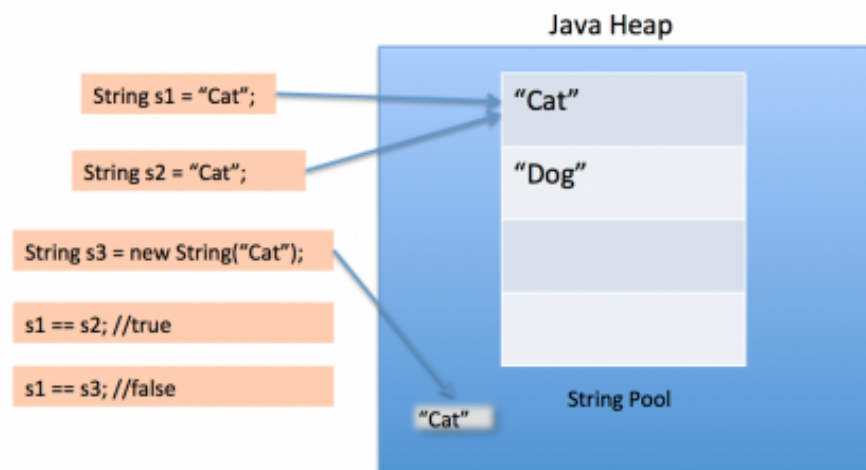 Java Heap
String s1 = “Cat”;
“Cat”
String s2 = “Cat”;
“Dog”
String s3 = new String(“Cat”);
s1 == s2; //true
s1 == s3; //false
String Pool
“Cat”